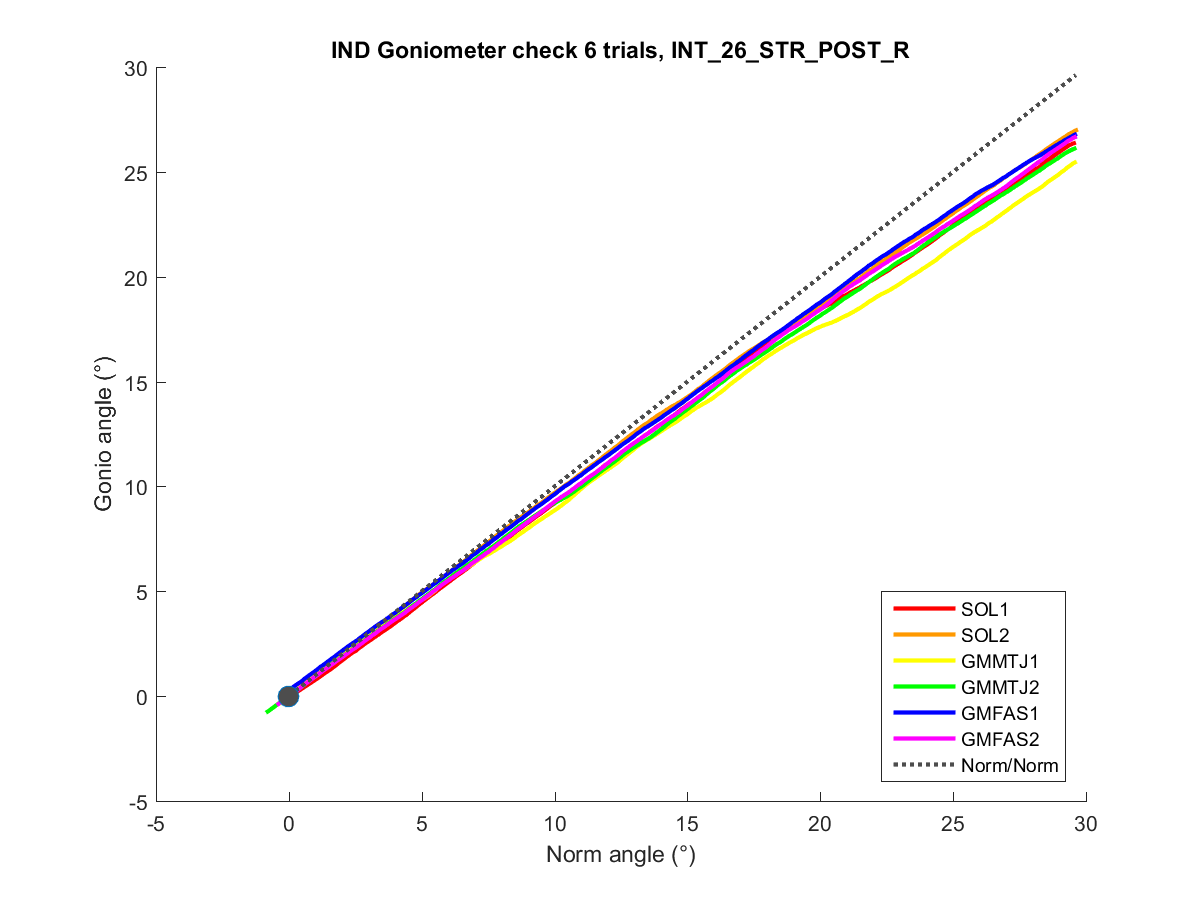 IND Goniometer check 6 trials, INT_26_STR_POST_R
30
25
20
15
10
5
0
-5
Gonio angle (°)
-5 0 5 10 15 20 25 30
Norm angle (°)
SOL1
SOL2
GMMTJ1
GMMTJ2
GMFAS1
GMFAS2
Norm/Norm